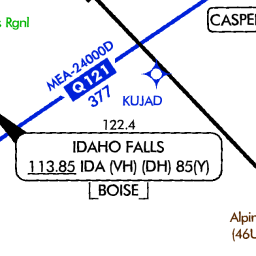 s Rgnl
CASPE
MEA-24000D
Q121
377
KUJAD
122.4
IDAHO FALLS
113.85 IDA (VH) (DH) 85(Y)
BOISE
Alpin
(46U